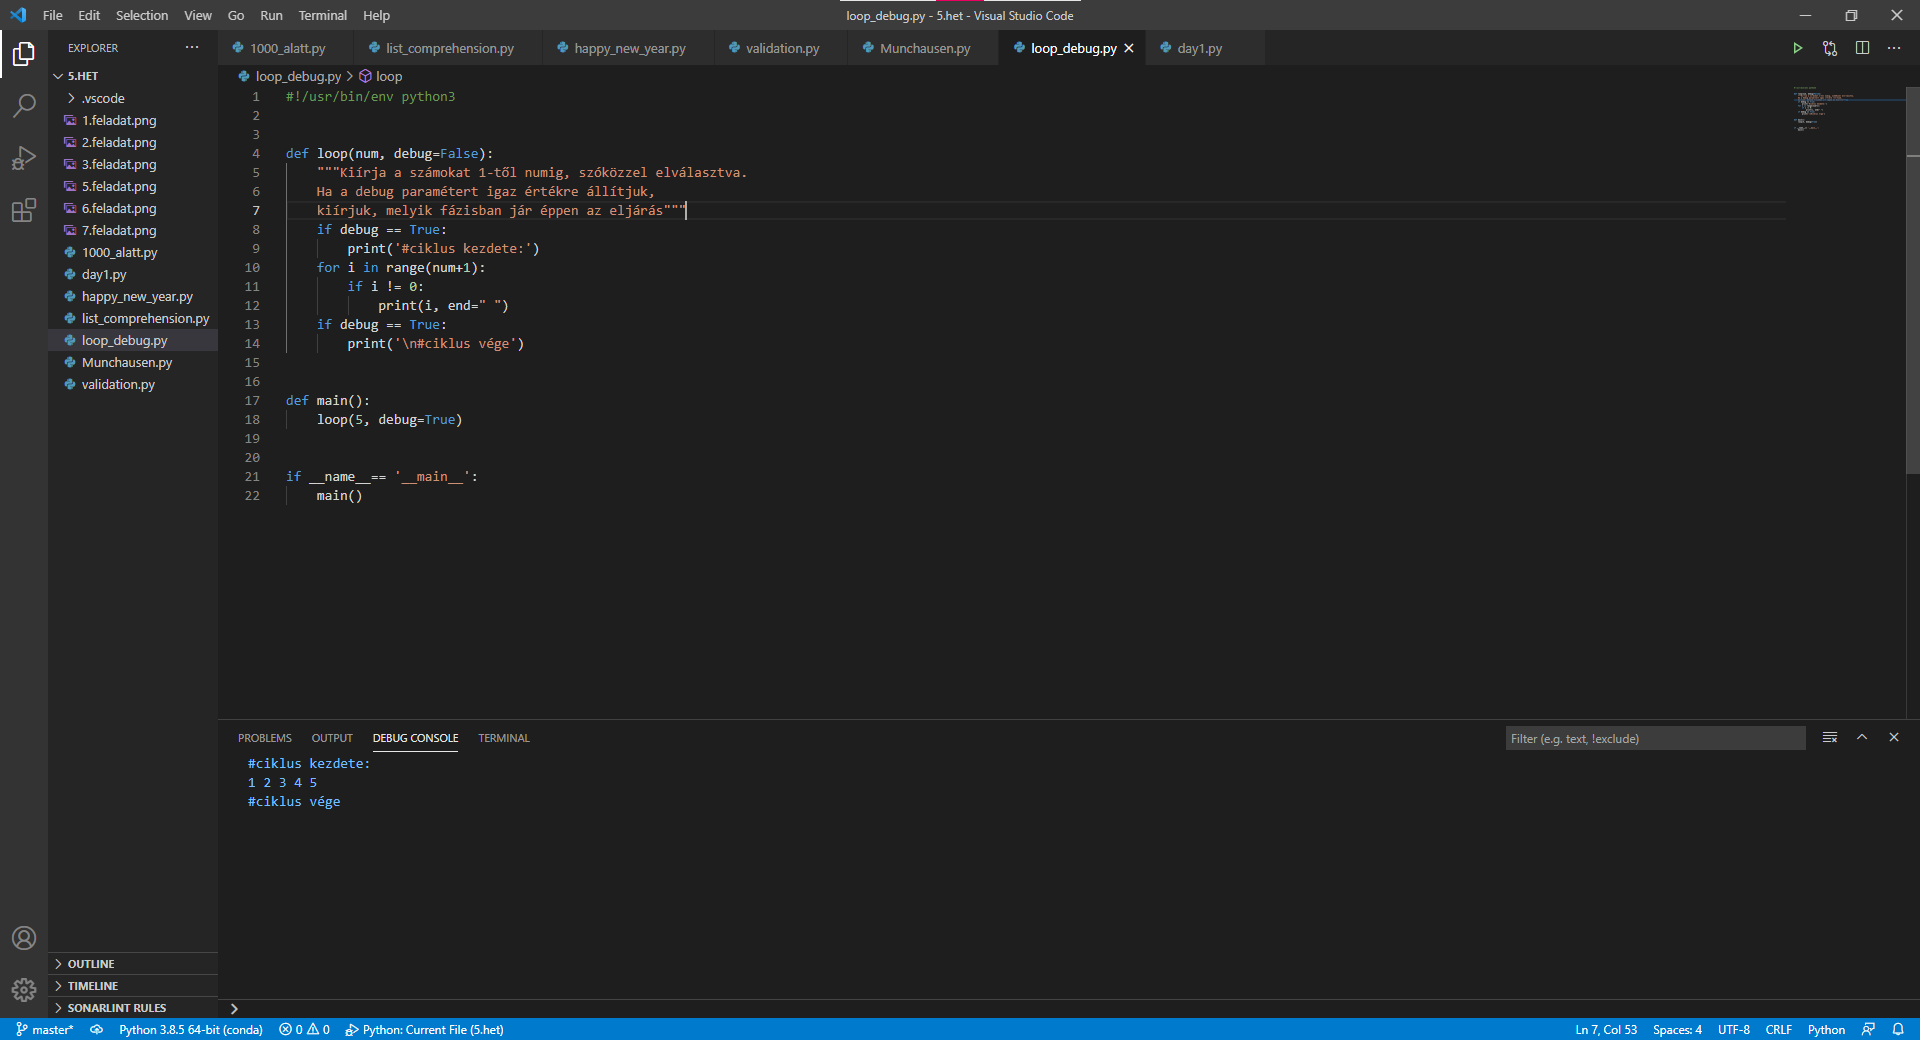 File Edit Selection View Go Run Terminal Help
loop_debug.py - 5.het - Visual Studio Code
EXPLORER
5.HET
.vscode
1.feladat.png
2.feladat.png
3.feladat.png
5.feladat.png
6.feladat.png
7.feladat.png
1000_alatt.py
day1.py
happy_new_year.py
list_comprehension.py
loop_debug.py
Munchausen.py
validation.py
OUTLINE
TIMELINE
SONARLINT RULES
1000_alatt.py list_comprehension.py happy_new_year.py validation.py Munchausen.py loop_debug.py day1.py
loop_debug.py > loop
1 #!/usr/bin/env python3
2
3
4 def loop(num, debug=False):
5 """Kiírja a számokat 1-től numig, szóközzel elválasztva.
6 Ha a debug paramétert igaz értékre állítjuk,
7 kiírjuk, melyik fázisban jár éppen az eljárás"""
8 if debug == True:
9 print('#ciklus kezdete:')
10 for i in range(num+1):
11 if i != 0:
12 print(i, end=" ")
13 if debug == True:
14 print('\n#ciklus vége')
15
16
17 def main():
18 loop(5, debug=True)
19
20
21 if __name__== '__main__':
22 main()
PROBLEMS OUTPUT DEBUG CONSOLE TERMINAL
Filter (e.g. text, !exclude)
#ciklus kezdete:
1 2 3 4 5
#ciklus vége
master* Python 3.8.5 64-bit (conda) 0 0 Python: Current File (5.het) Ln 7, Col 53 Spaces: 4 UTF-8 CRLF Python